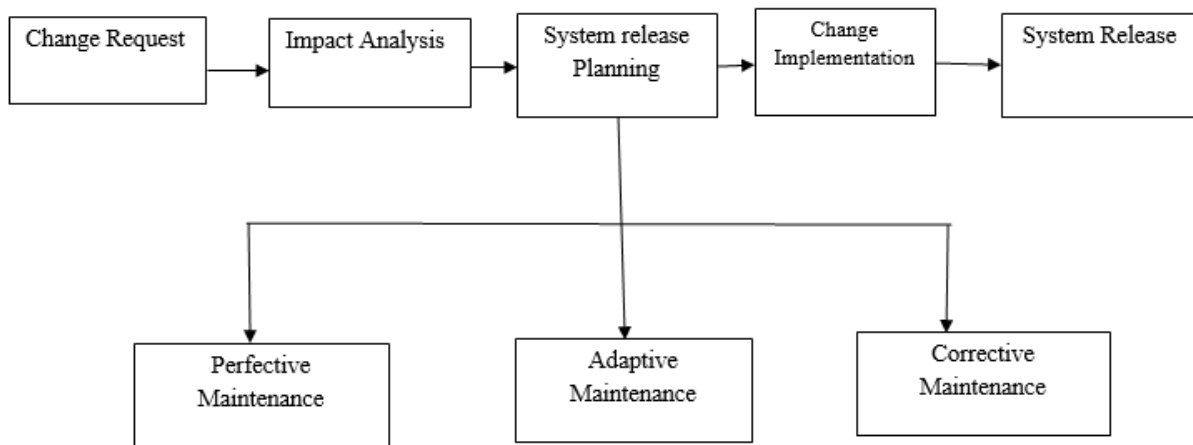 Change Request
Impact Analysis
System release
Planning
Change
Implementation
System Release
Perfective
Maintenance
Adaptive
Maintenance
Corrective
Maintenance